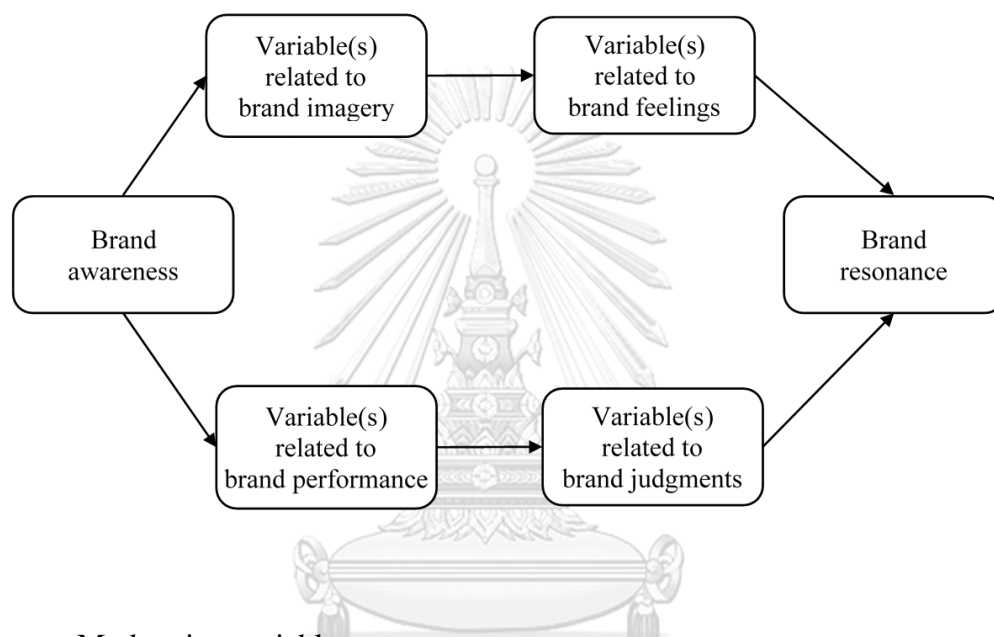 Variable(s)
related to
brand imagery
Variable(s)
related to
brand feelings
Brand
awareness
Brand
resonance
Variable(s)
related to
brand performance
Variable(s)
related to
brand judgments